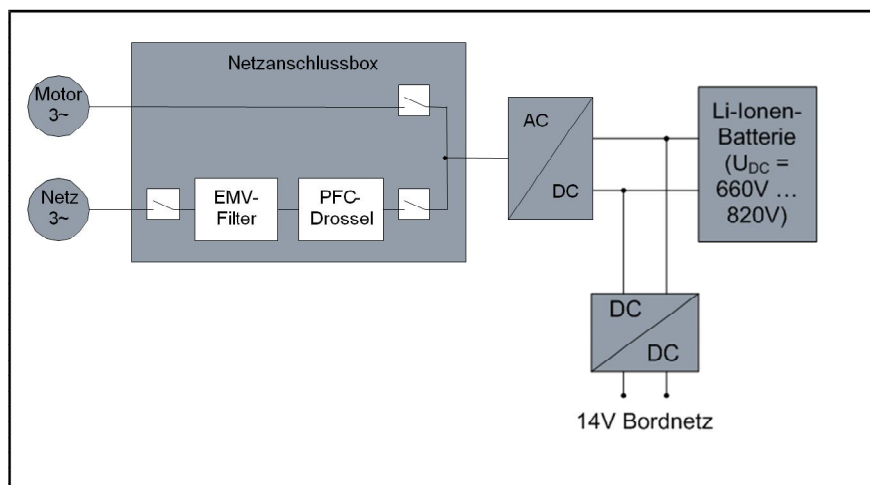 Netzanschlussbox
Motor
3~
Netz
3~
EMV-
Filter
PFC-
Drossel
AC
DC
Li-Ionen-
Batterie
(U_DC =
660V ...
820V)
DC
DC
14V Bordnetz